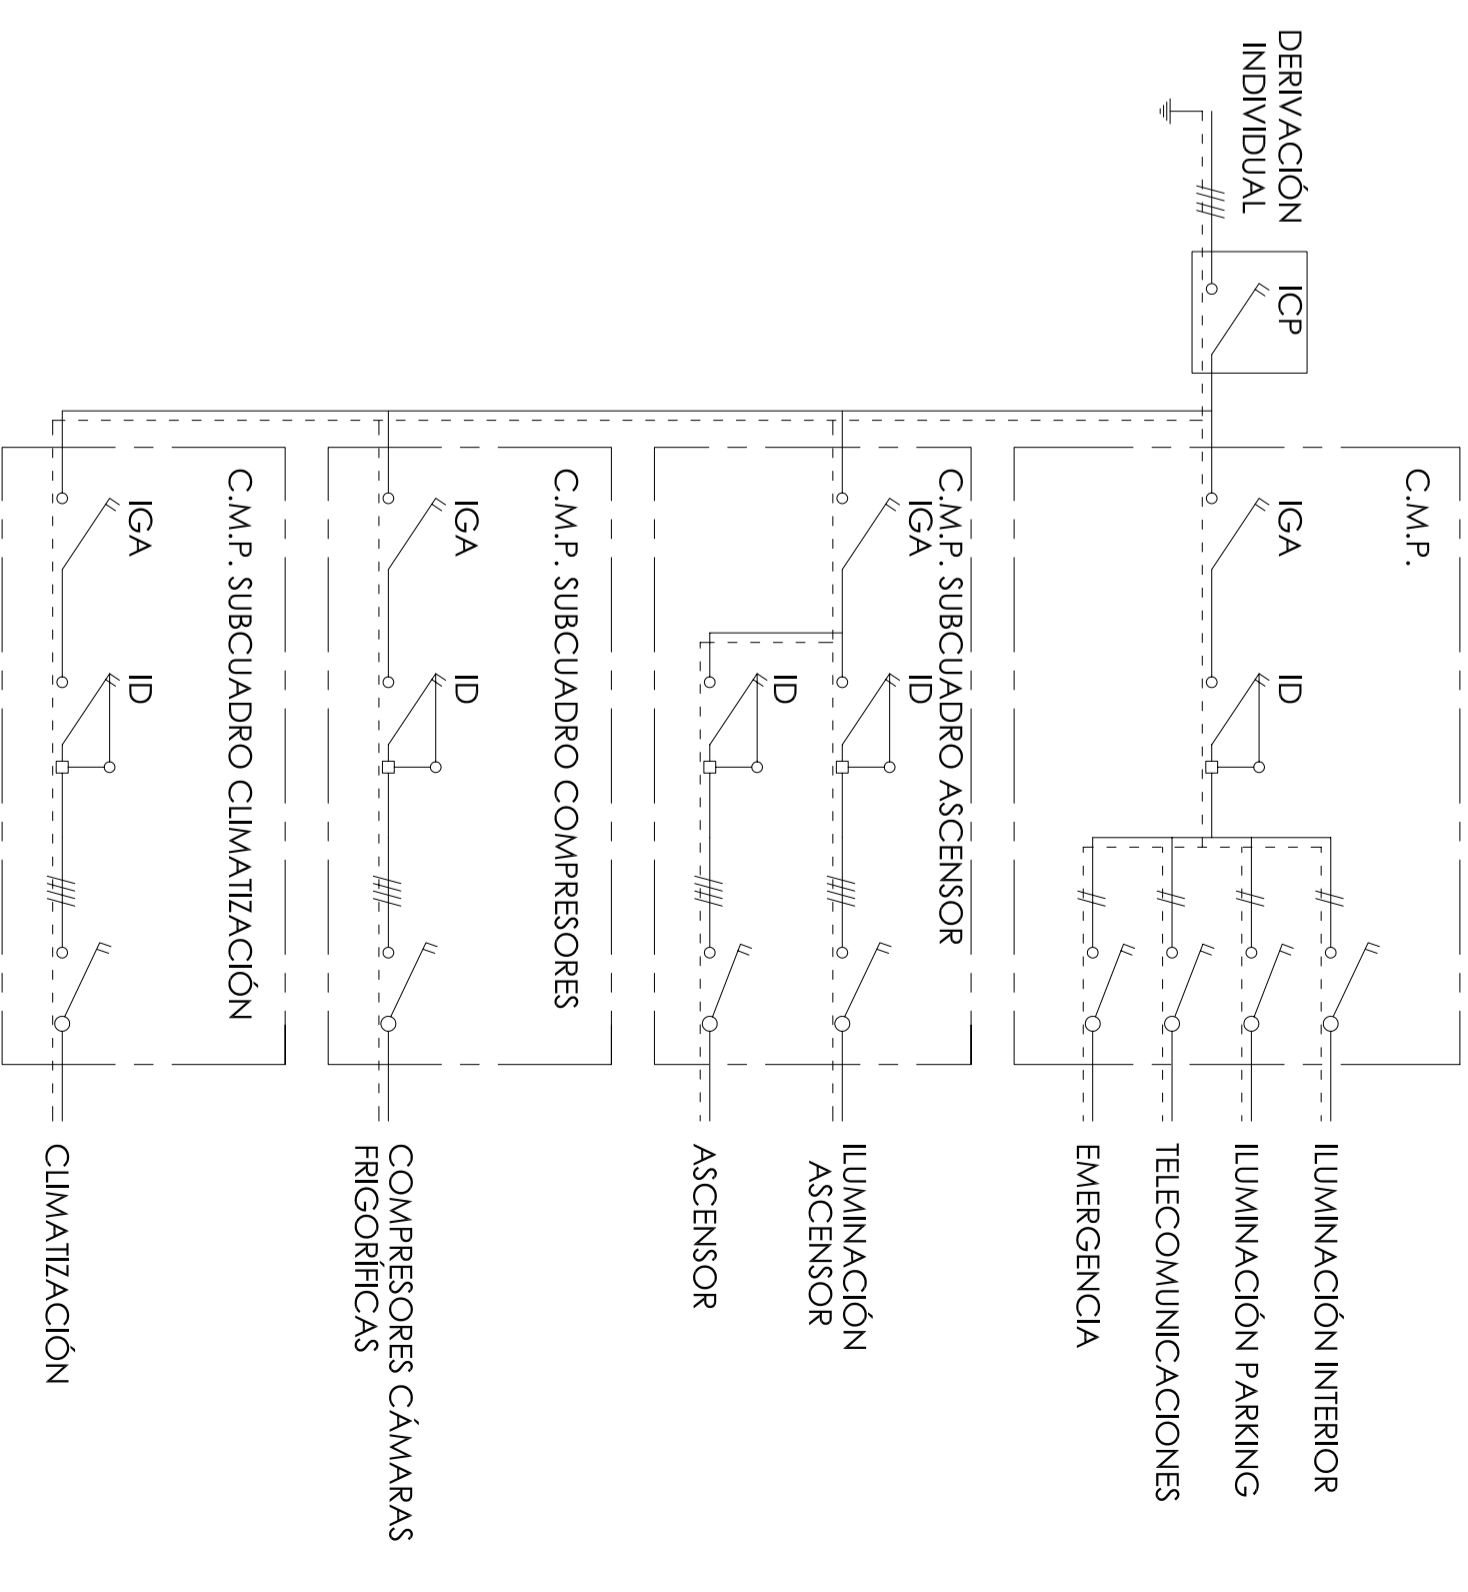 DERIVACIÓN
INDIVIDUAL
ICP
C.M.P.
IGA
ID
ILUMINACIÓN INTERIOR
ILUMINACIÓN PARKING
TELECOMUNICACIONES
EMERGENCIA
C.M.P. SUBCUADRO ASCENSOR
IGA
ID
ID
ILUMINACIÓN
ASCENSOR
ASCENSOR
C.M.P. SUBCUADRO COMPRESORES
IGA
ID
COMPRESORES CÁMARAS
FRIGORÍFICAS
C.M.P. SUBCUADRO CLIMATIZACIÓN
IGA
ID
CLIMATIZACIÓN